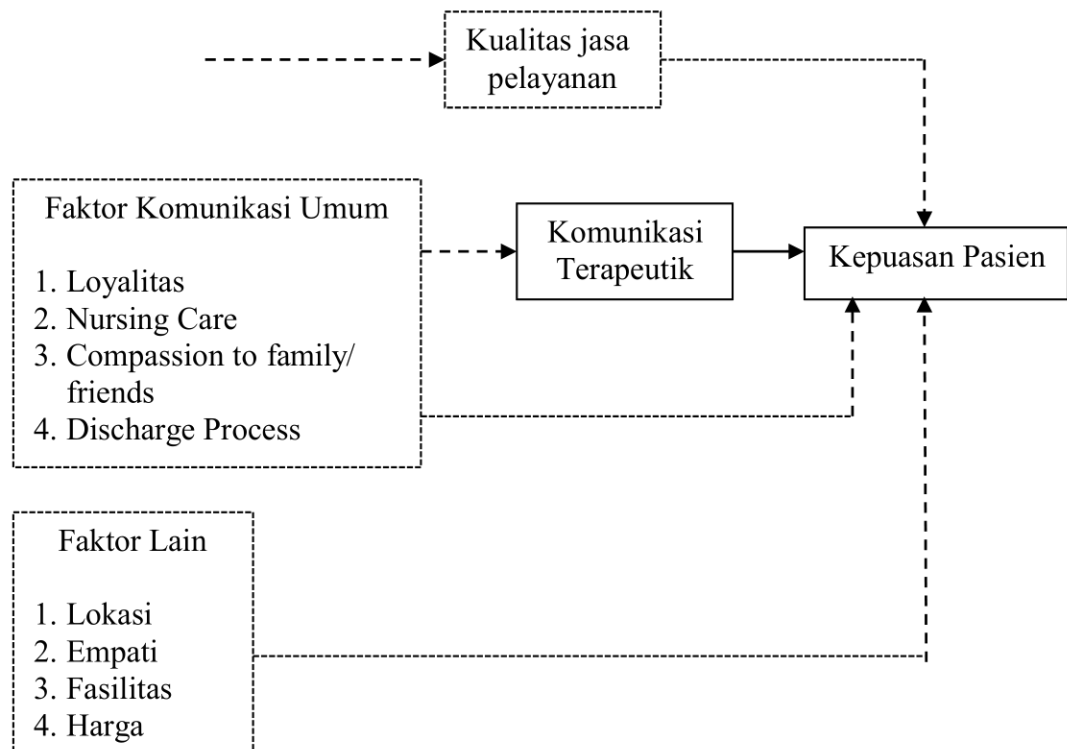 Kualitas jasa
pelayanan
Faktor Komunikasi Umum
1. Loyalitas
2. Nursing Care
3. Compassion to family/
friends
4. Discharge Process
Komunikasi
Terapeutik
Kepuasan Pasien
Faktor Lain
1. Lokasi
2. Empati
3. Fasilitas
4. Harga